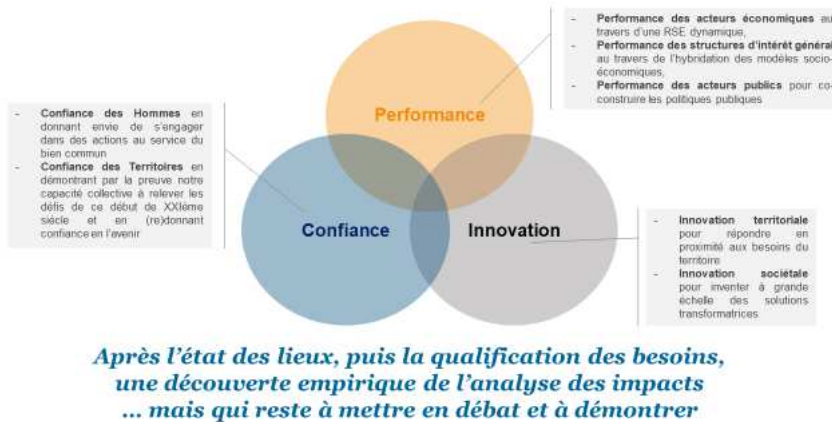 - Performance des acteurs économiques au
travers d'une RSE dynamique,
- Performance des structures d'intérêt général
au travers de l'hybridation des modèles socio-
économiques,
- Performance des acteurs publics pour co-
construire les politiques publiques
Performance
- Confiance des Hommes en
donnant envie de s'engager
dans des actions au service du
bien commun
- Confiance des Territoires en
démontrant par la preuve notre
capacité collective à relever les
défis de ce début de XXIème
siècle et en (re)donnant
confiance en l'avenir
Confiance
Innovation
- Innovation territoriale
pour répondre en
proximité aux besoins du
territoire
- Innovation sociétale
pour inventer à grande
échelle des solutions
transformatrices
Après l'état des lieux, puis la qualification des besoins,
une découverte empirique de l'analyse des impacts
... mais qui reste à mettre en débat et à démontrer